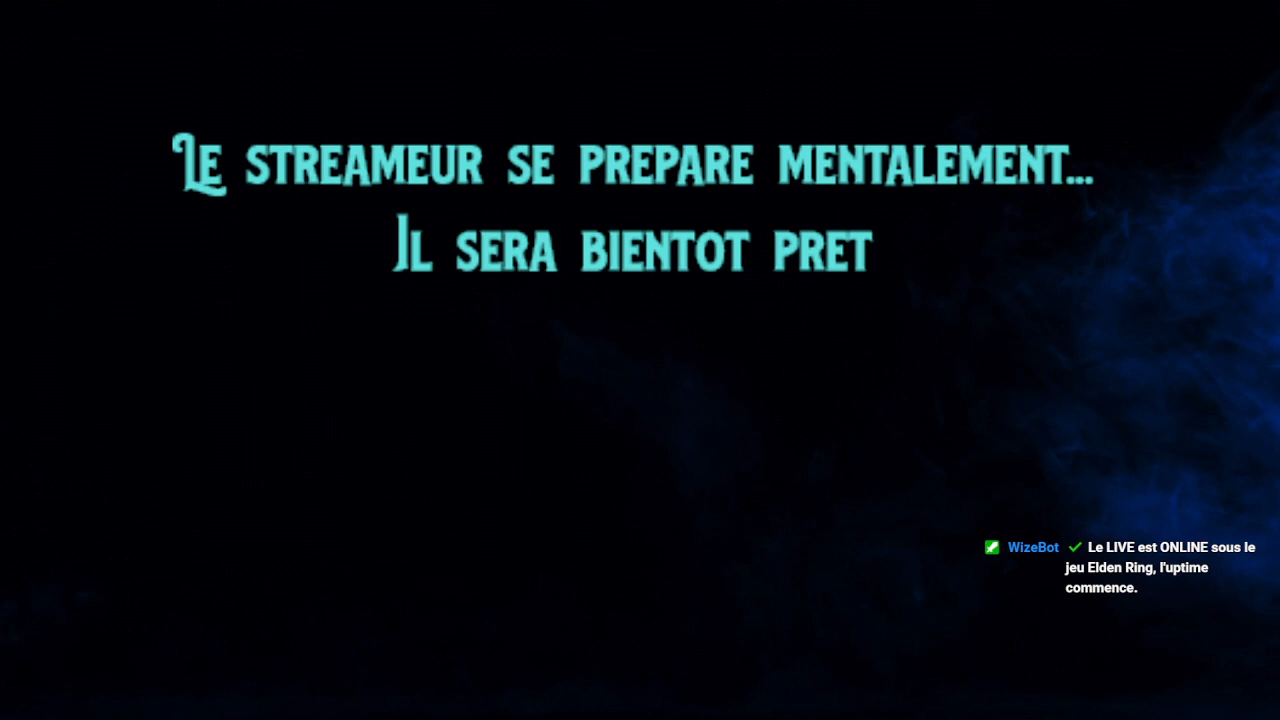 Le streameur se prepare mentalement...
Il sera bientot pret
WizeBot Le LIVE est ONLINE sous le
jeu Elden Ring, l'uptime
commence.